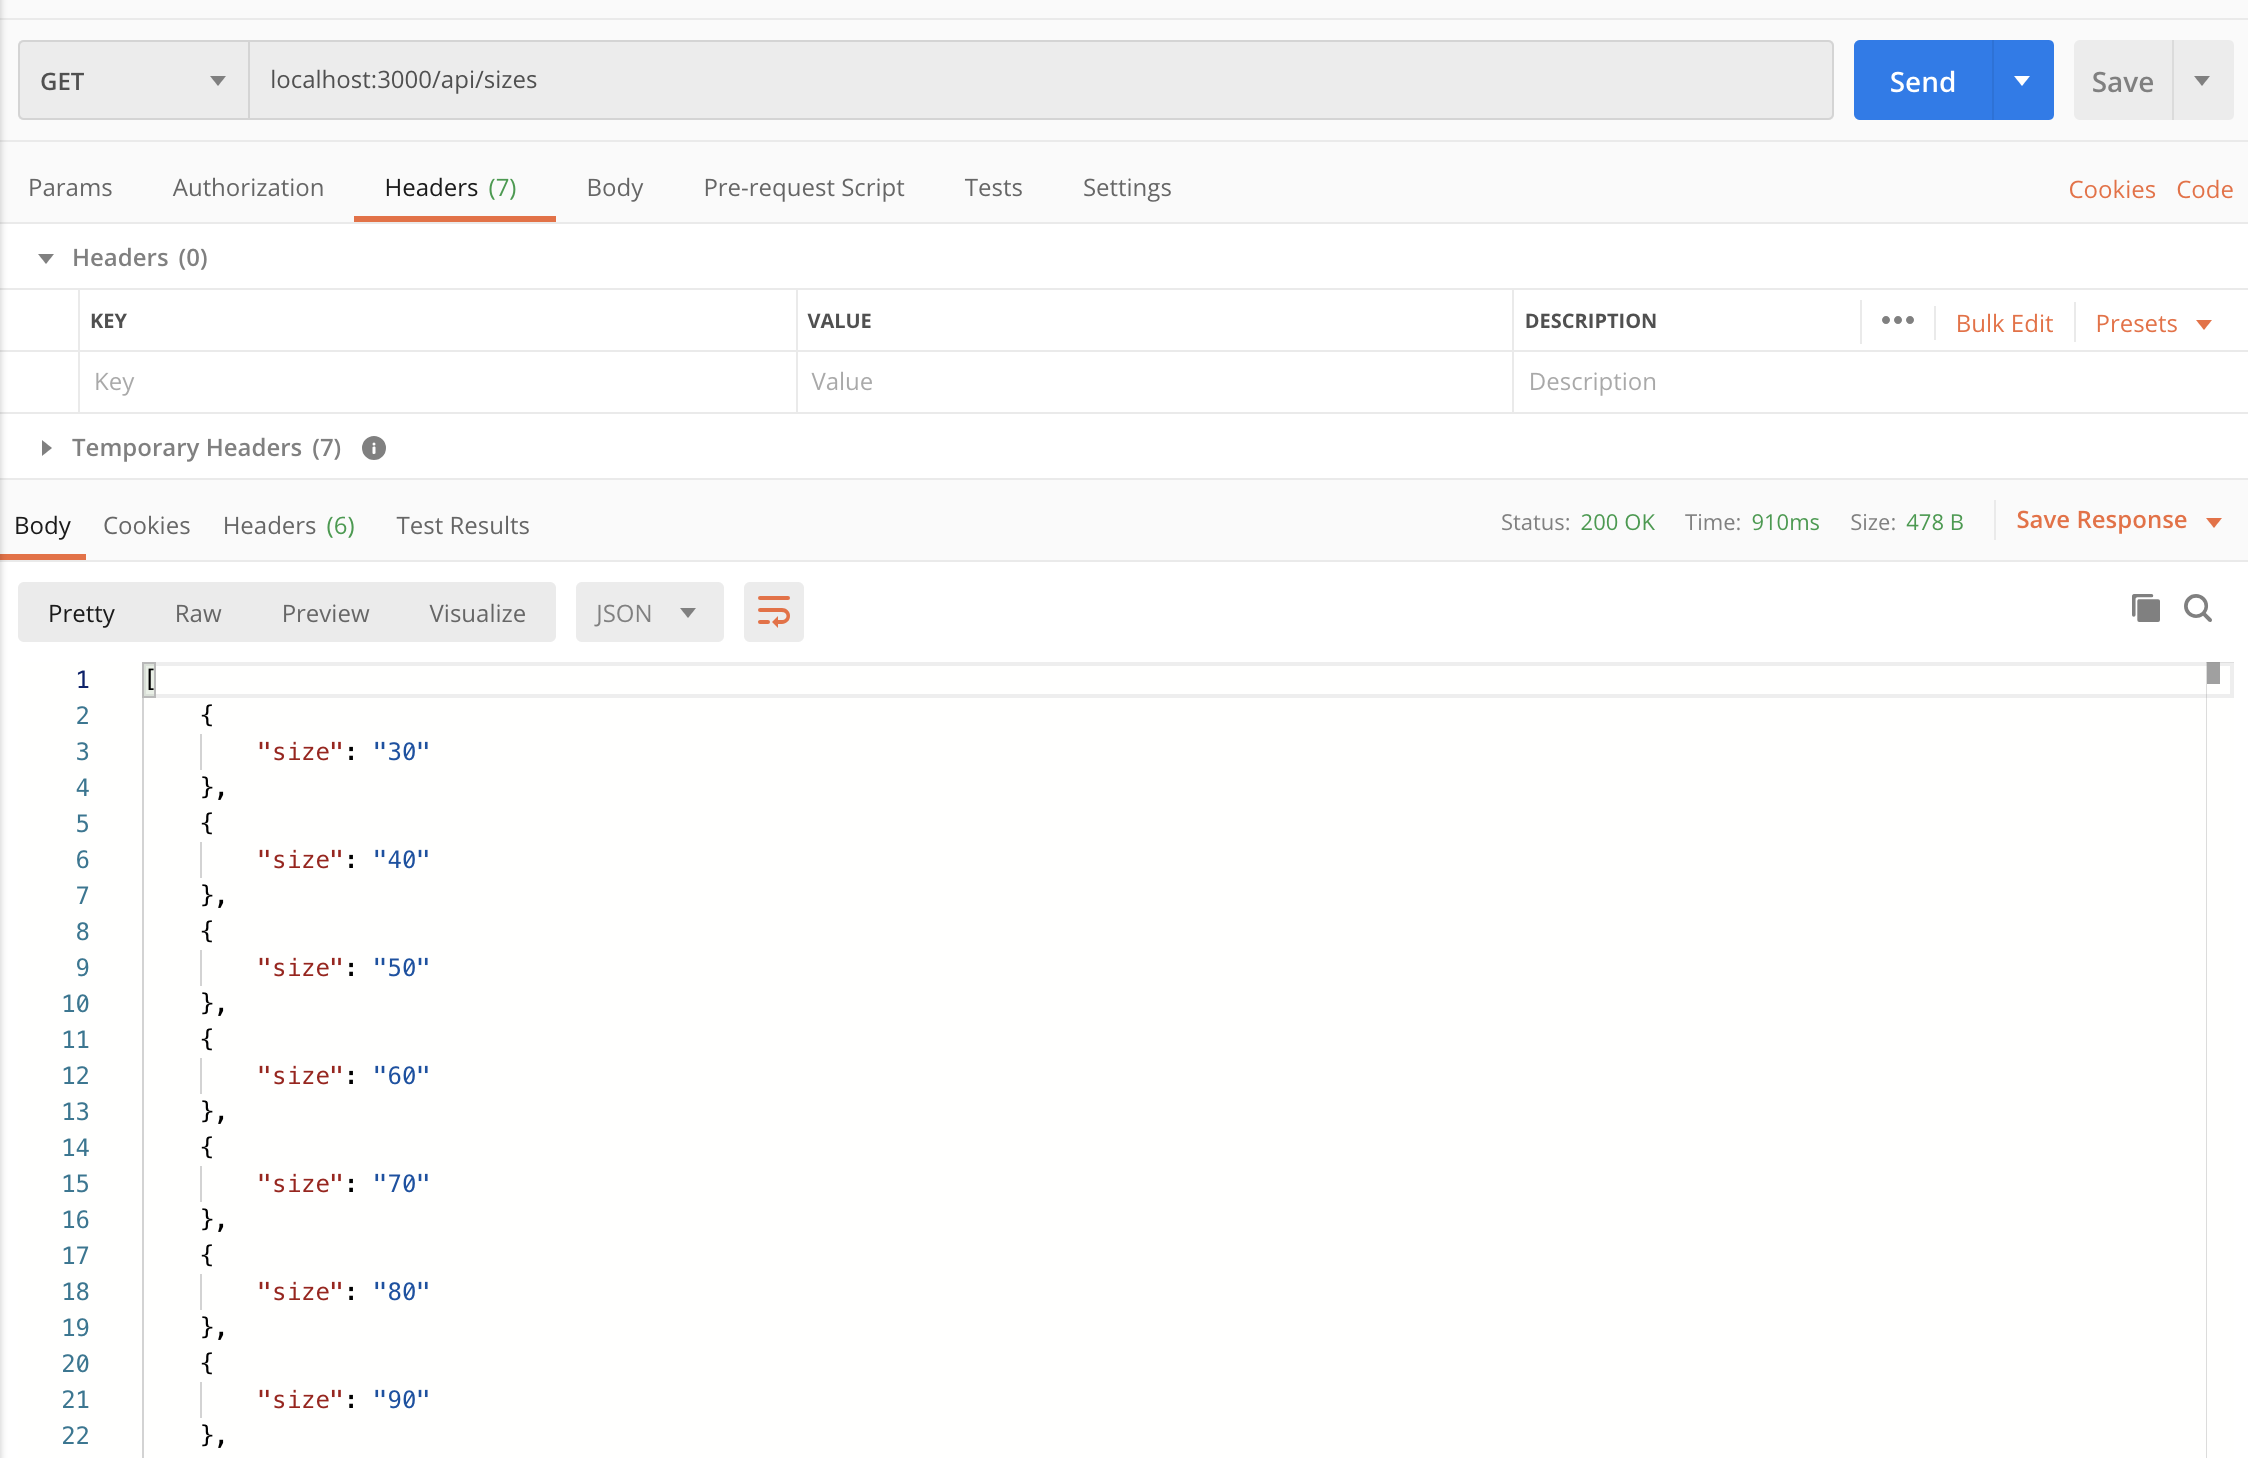 GET localhost:3000/api/sizes Send Save
Params Authorization Headers (7) Body Pre-request Script Tests Settings Cookies Code
Headers (0)
KEY VALUE DESCRIPTION ••• Bulk Edit Presets
Key Value Description
Temporary Headers (7) i
Body Cookies Headers (6) Test Results Status: 200 OK Time: 910ms Size: 478 B Save Response
Pretty Raw Preview Visualize JSON
1 [
2 {
3 "size": "30"
4 },
5 {
6 "size": "40"
7 },
8 {
9 "size": "50"
10 },
11 {
12 "size": "60"
13 },
14 {
15 "size": "70"
16 },
17 {
18 "size": "80"
19 },
20 {
21 "size": "90"
22 },